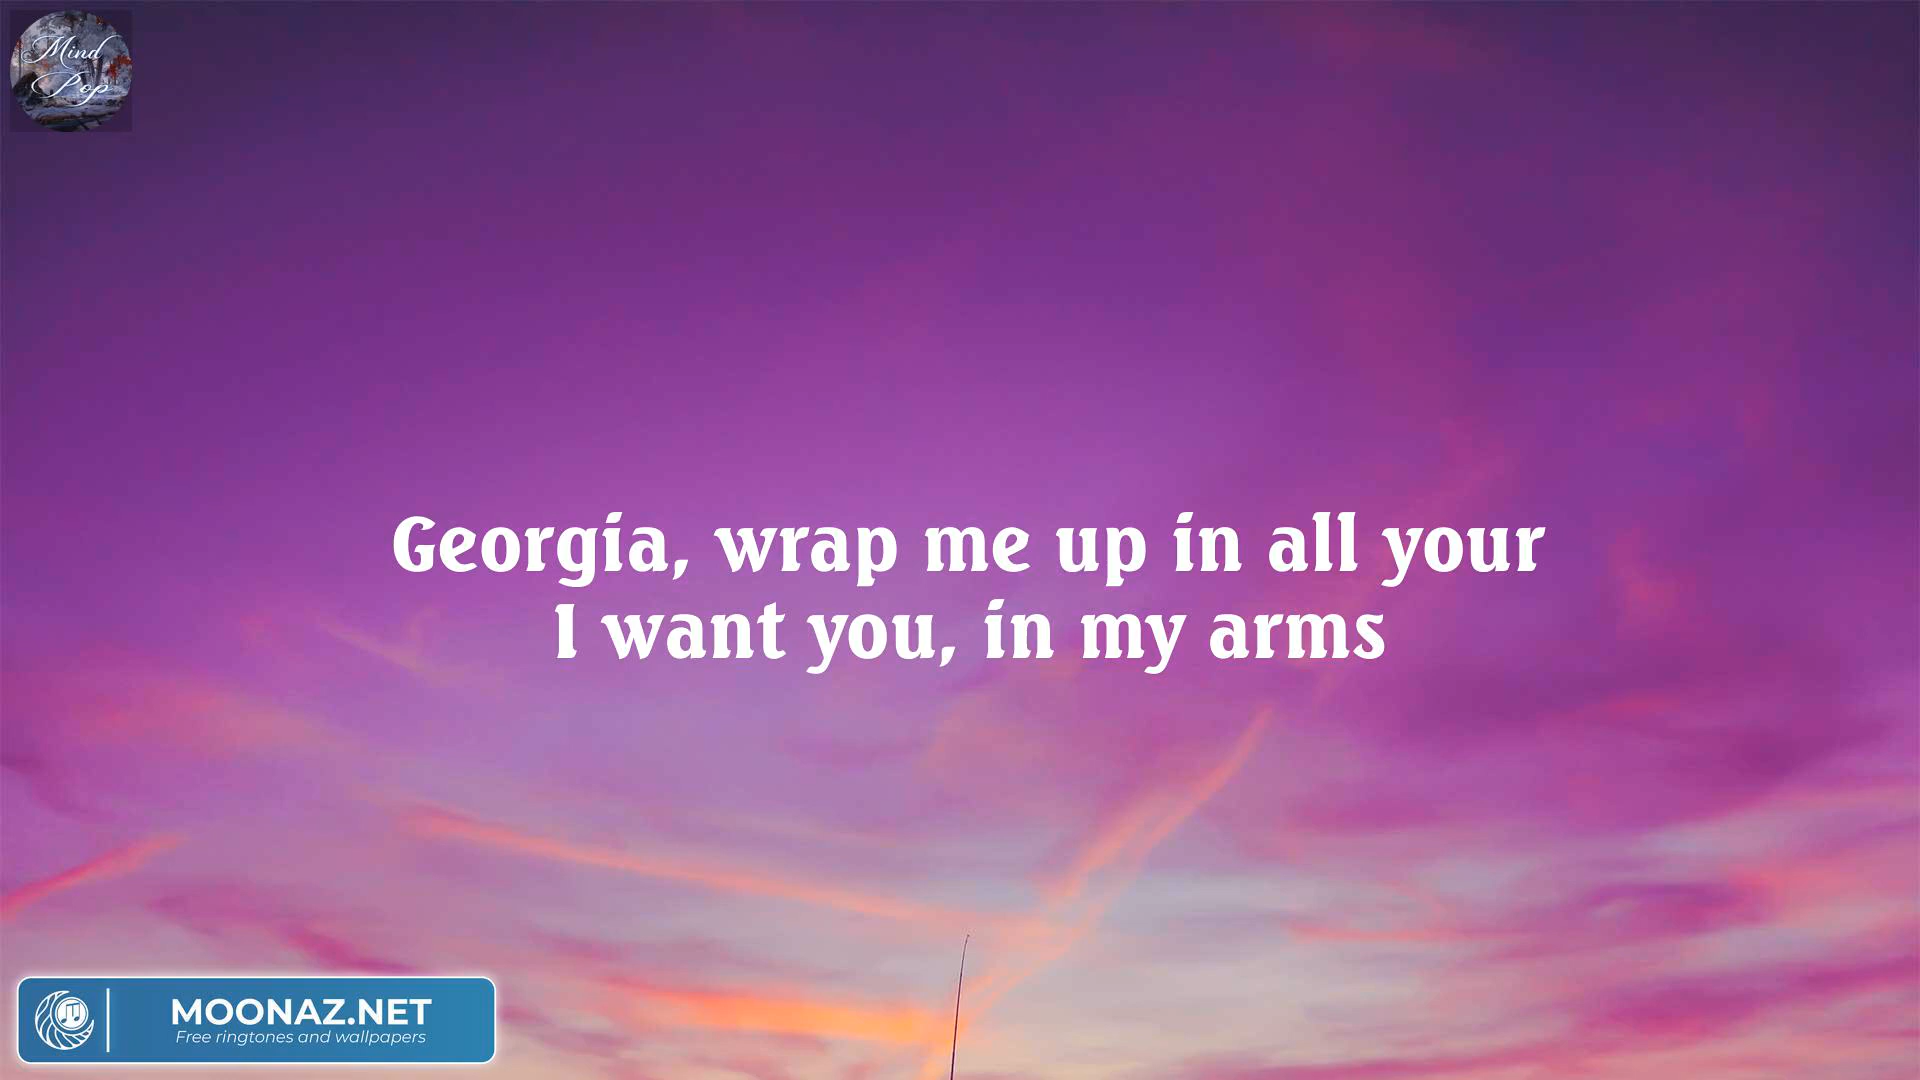 Mind
Pop
Georgia, wrap me up in all your
I want you, in my arms
MOONAZ.NET
Free ringtones and wallpapers